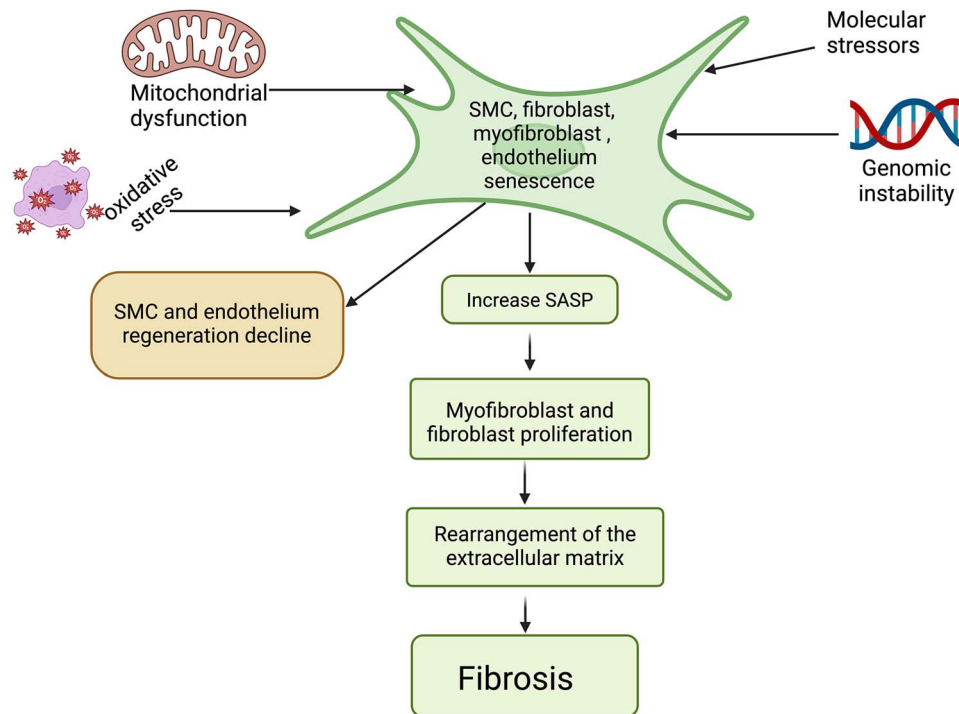 Molecular
stressors
Mitochondrial
dysfunction
SMC, fibroblast,
myofibroblast ,
endothelium
senescence
Genomic
instability
oxidative
stress
O₂
SMC and endothelium
regeneration decline
Increase SASP
Myofibroblast and
fibroblast proliferation
Rearrangement of the
extracellular matrix
Fibrosis